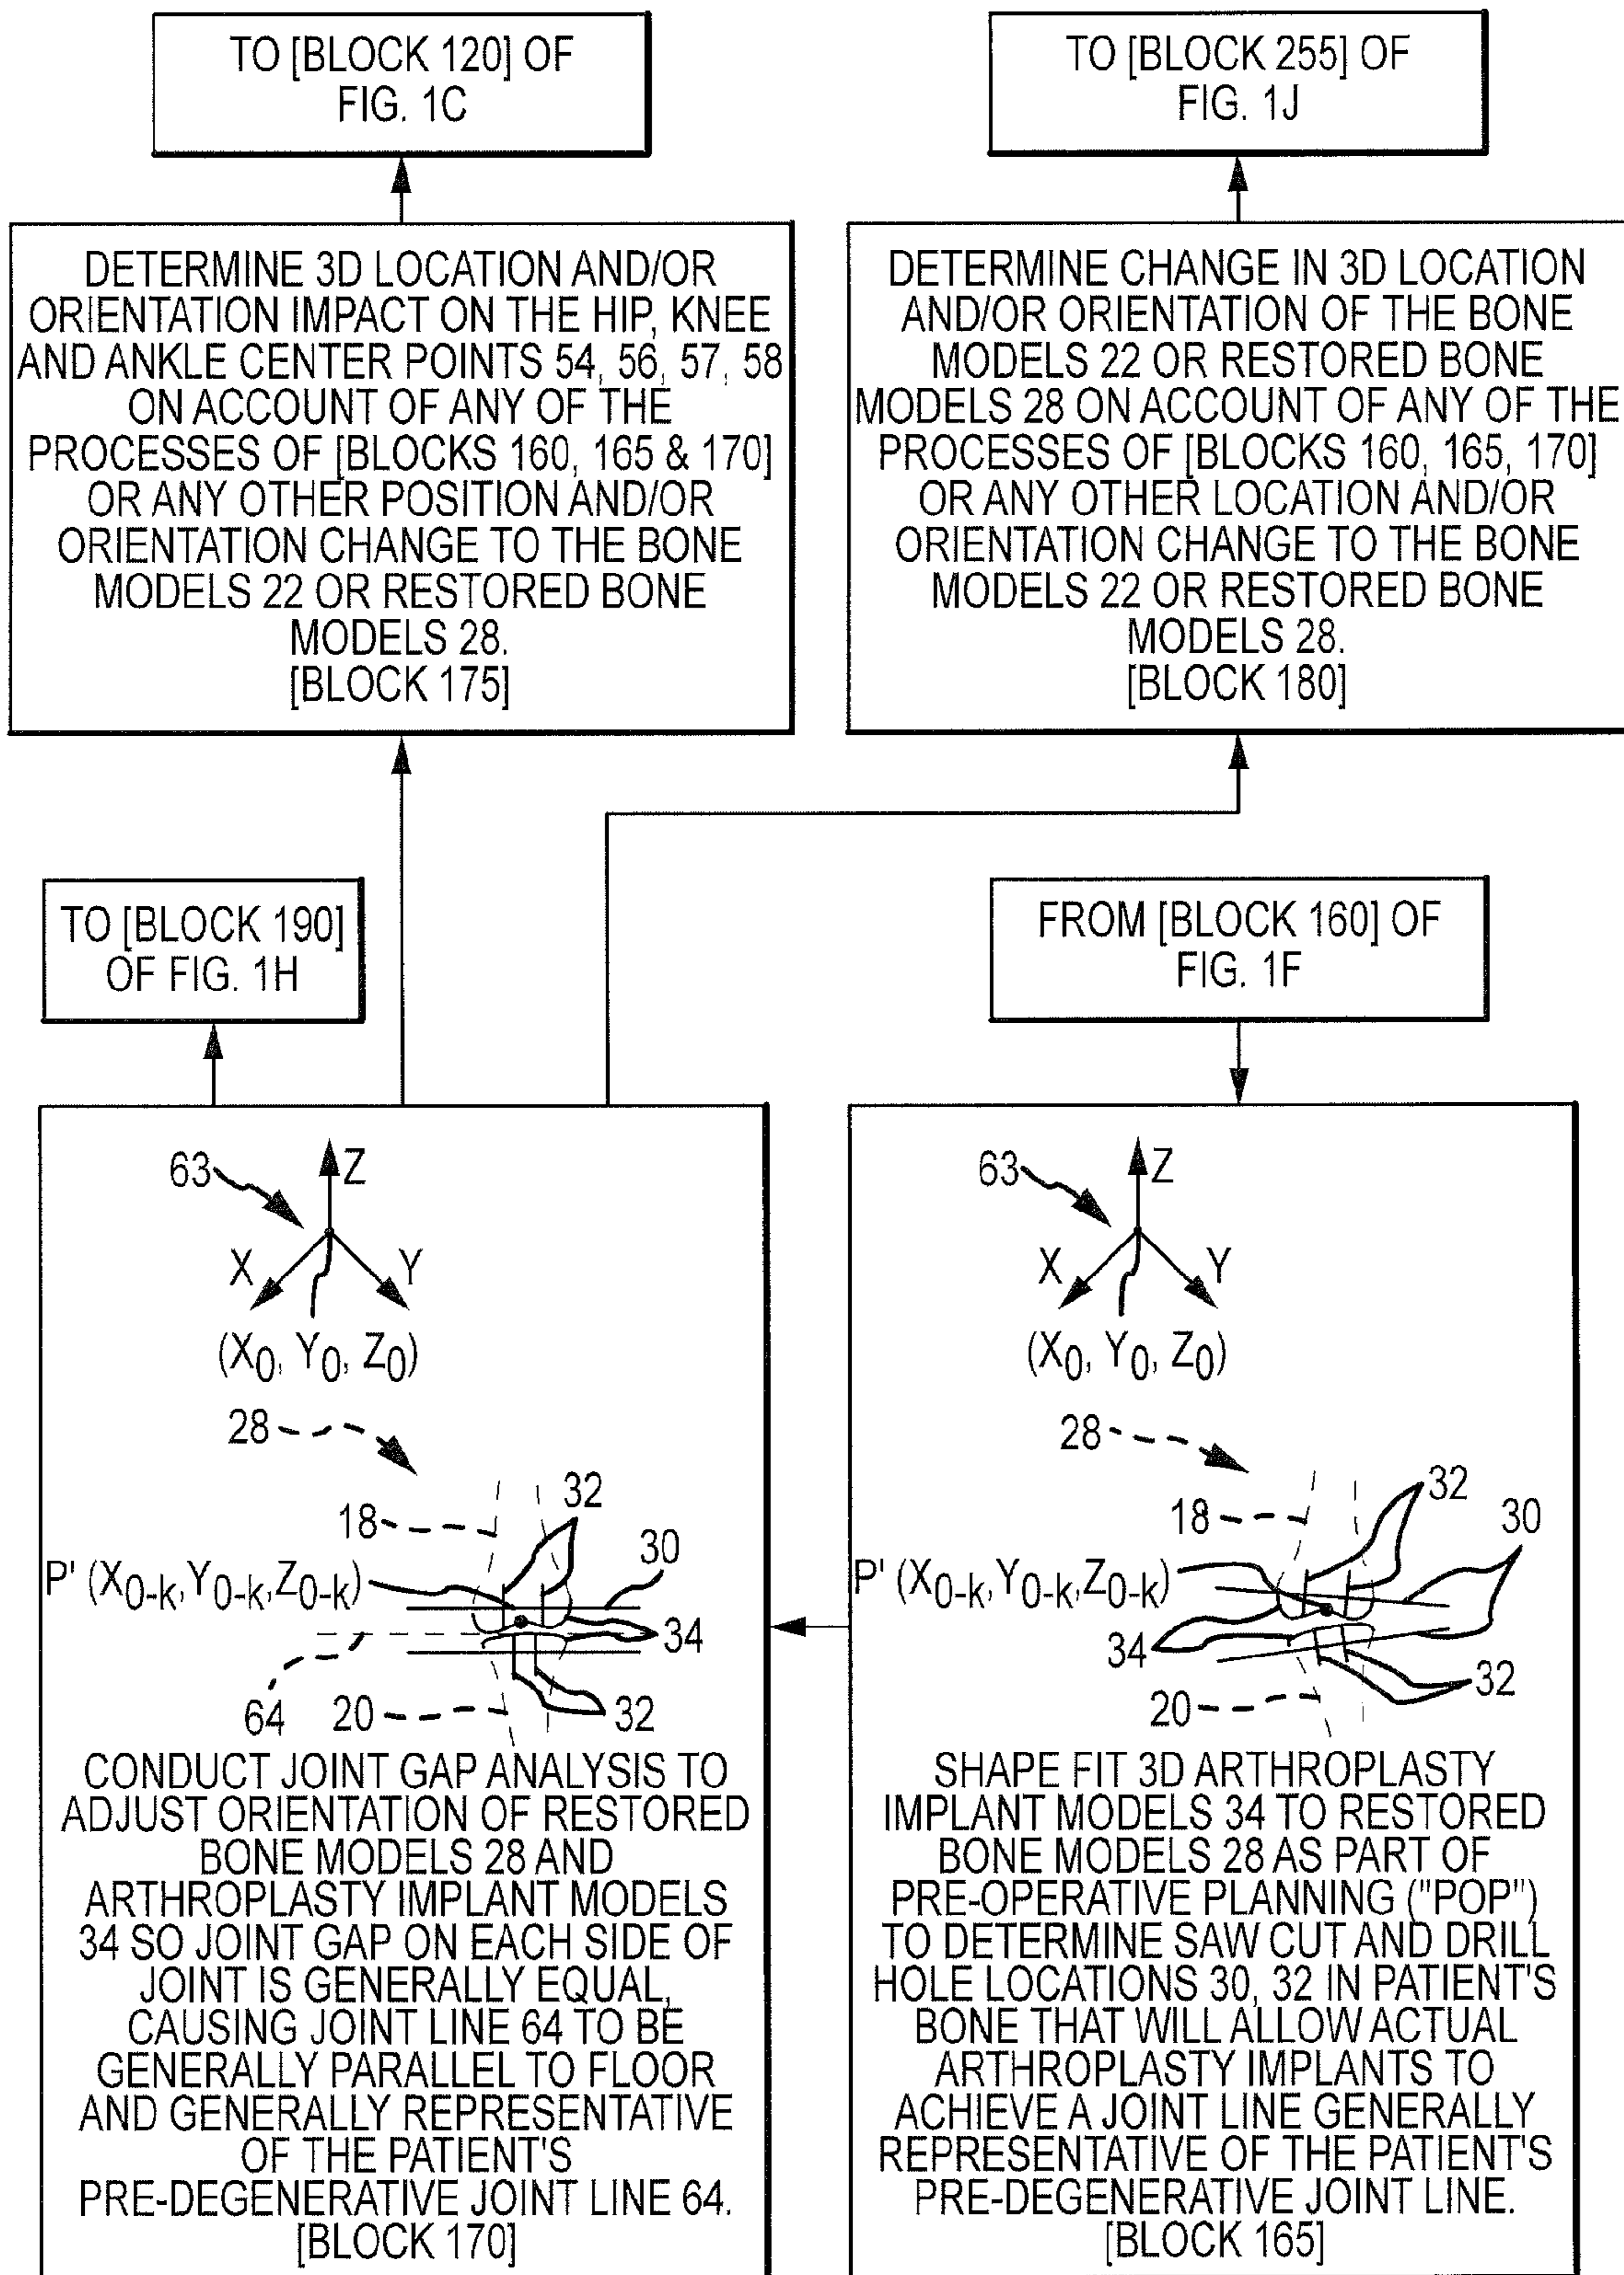 TO [BLOCK 120] OF
FIG. 1C
TO [BLOCK 255] OF
FIG. 1J
DETERMINE 3D LOCATION AND/OR
ORIENTATION IMPACT ON THE HIP, KNEE
AND ANKLE CENTER POINTS 54, 56, 57, 58
ON ACCOUNT OF ANY OF THE
PROCESSES OF [BLOCKS 160, 165 & 170]
OR ANY OTHER POSITION AND/OR
ORIENTATION CHANGE TO THE BONE
MODELS 22 OR RESTORED BONE
MODELS 28.
[BLOCK 175]
DETERMINE CHANGE IN 3D LOCATION
AND/OR ORIENTATION OF THE BONE
MODELS 22 OR RESTORED BONE
MODELS 28 ON ACCOUNT OF ANY OF THE
PROCESSES OF [BLOCKS 160, 165, 170]
OR ANY OTHER LOCATION AND/OR
ORIENTATION CHANGE TO THE BONE
MODELS 22 OR RESTORED BONE
MODELS 28.
[BLOCK 180]
TO [BLOCK 190]
OF FIG. 1H
FROM [BLOCK 160] OF
FIG. 1F
63
Z
X
Y
(X0, Y0, Z0)
28
32
18
30
P' (X0-k, Y0-k, Z0-k)
34
64
20
32
CONDUCT JOINT GAP ANALYSIS TO
ADJUST ORIENTATION OF RESTORED
BONE MODELS 28 AND
ARTHROPLASTY IMPLANT MODELS
34 SO JOINT GAP ON EACH SIDE OF
JOINT IS GENERALLY EQUAL,
CAUSING JOINT LINE 64 TO BE
GENERALLY PARALLEL TO FLOOR
AND GENERALLY REPRESENTATIVE
OF THE PATIENT'S
PRE-DEGENERATIVE JOINT LINE 64.
[BLOCK 170]
63
Z
X
Y
(X0, Y0, Z0)
28
32
18
30
P' (X0-k, Y0-k, Z0-k)
34
32
20
SHAPE FIT 3D ARTHROPLASTY
IMPLANT MODELS 34 TO RESTORED
BONE MODELS 28 AS PART OF
PRE-OPERATIVE PLANNING ("POP")
TO DETERMINE SAW CUT AND DRILL
HOLE LOCATIONS 30, 32 IN PATIENT'S
BONE THAT WILL ALLOW ACTUAL
ARTHROPLASTY IMPLANTS TO
ACHIEVE A JOINT LINE GENERALLY
REPRESENTATIVE OF THE PATIENT'S
PRE-DEGENERATIVE JOINT LINE.
[BLOCK 165]